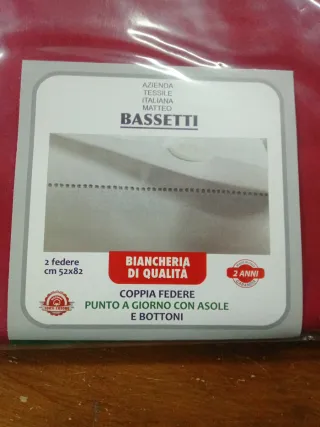 AZIENDA
TESSILE
ITALIANA
MATTEO
BASSETTI
2 federe
cm 52x82
BIANCHERIA
DI QUALITÀ
2 ANNI
COPPIA FEDERE
PUNTO A GIORNO CON ASOLE
E BOTTONI